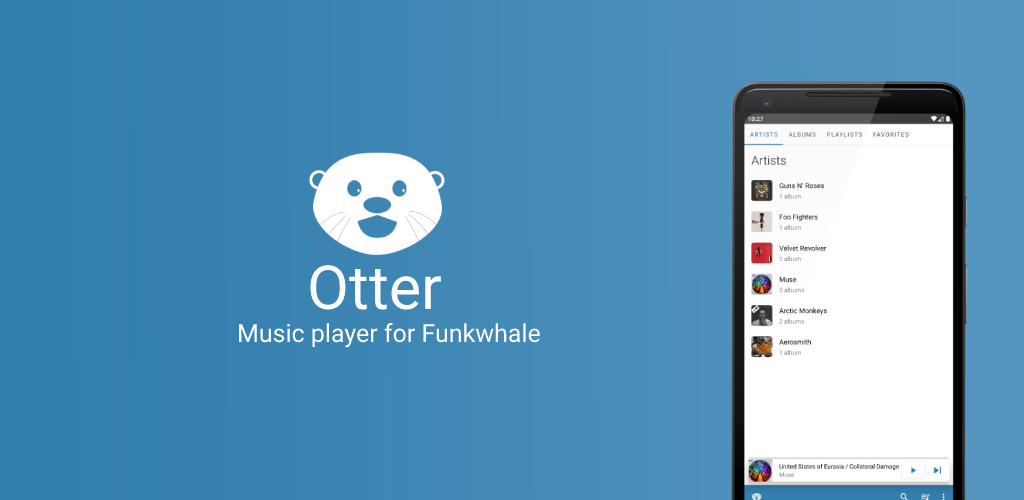 Otter
Music player for Funkwhale
10:27
ARTISTS ALBUMS PLAYLISTS FAVORITES
Artists
Guns N' Roses
1 album
Foo Fighters
1 album
Velvet Revolver
1 album
Muse
3 albums
Arctic Monkeys
2 albums
Aerosmith
1 album
United States of Eurasia / Collateral Damage
Muse